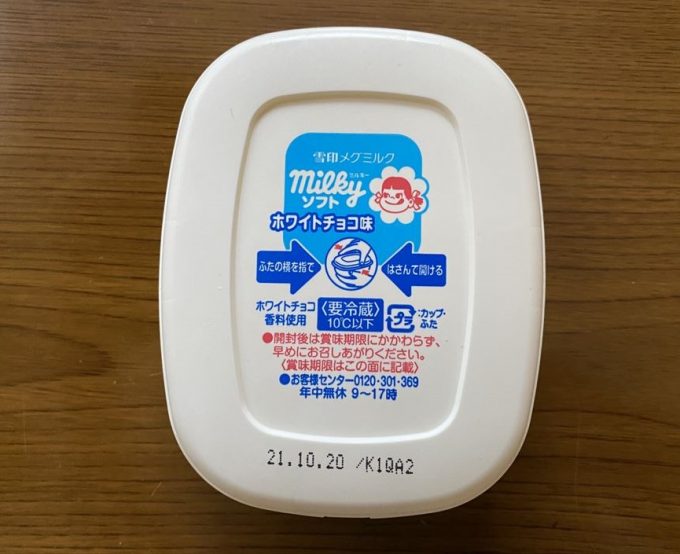 雪印メグミルク
ミルキー
milky
ソフト
ホワイトチョコ味
ふたの横を指で
はさんで開ける
ホワイトチョコ
香料使用
〈要冷蔵〉
10℃以下
プラ
:カップ・
ふた
●開封後は賞味期限にかかわらず、
早めにお召しあがりください。
〈賞味期限はこの面に記載〉
●お客様センター0120-301-369
年中無休 9〜17時
21.10.20 /K1QA2